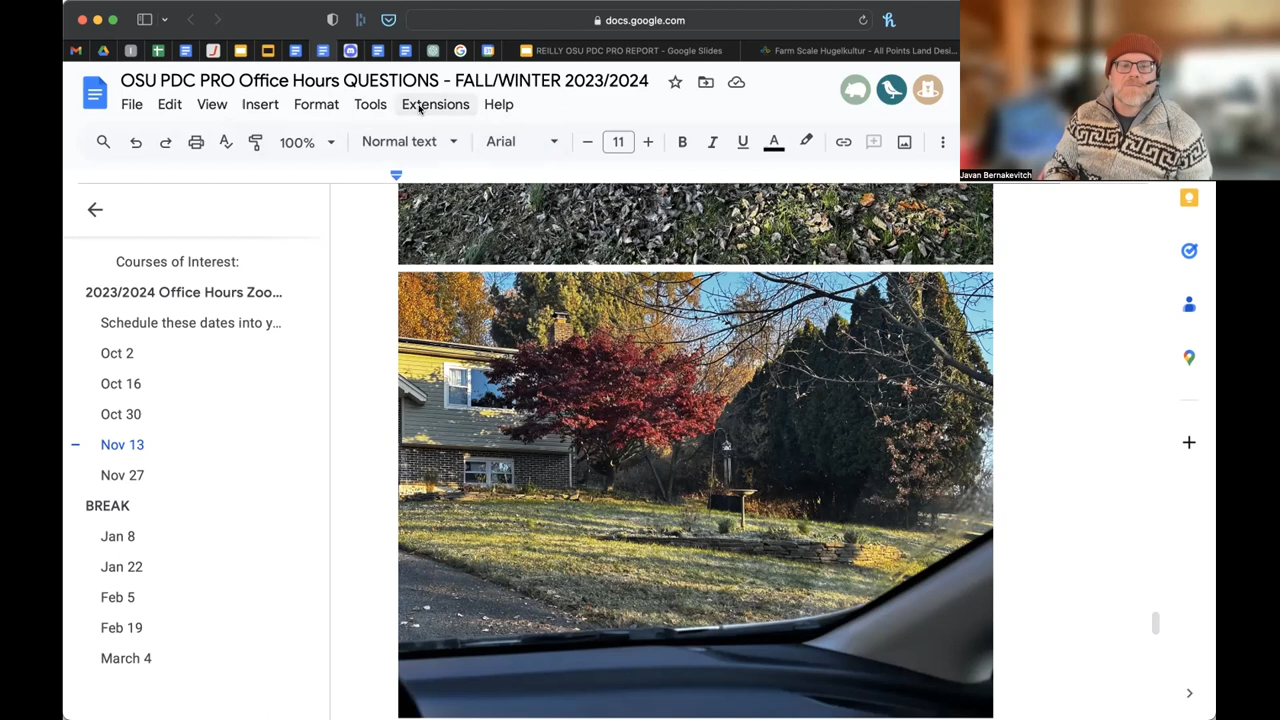 docs.google.com
REILLY OSU PDC PRO REPORT - Google Slides
Farm Scale Hugelkultur - All Points Land Desi...
OSU PDC PRO Office Hours QUESTIONS - FALL/WINTER 2023/2024
File Edit View Insert Format Tools Extensions Help
100% Normal text Arial 11 B I U A
Javan Bernakevitch
Courses of Interest:
2023/2024 Office Hours Zoo...
Schedule these dates into y...
Oct 2
Oct 16
Oct 30
Nov 13
Nov 27
BREAK
Jan 8
Jan 22
Feb 5
Feb 19
March 4